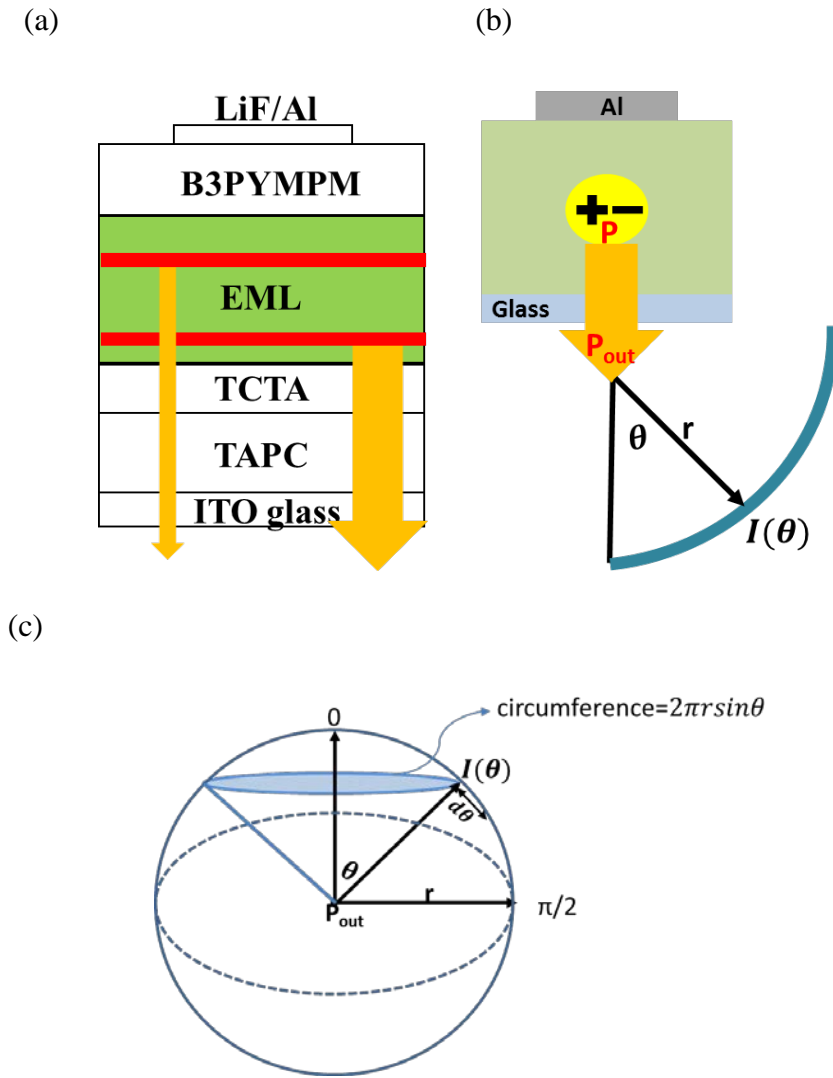 (a)
LiF/Al
B3PYMPM
EML
TCTA
TAPC
ITO glass
(b)
Al
+−
P
Glass
Pout
θ
r
I(θ)
(c)
0
circumference=2πrsinθ
I(θ)
dθ
θ
r
Pout
π/2